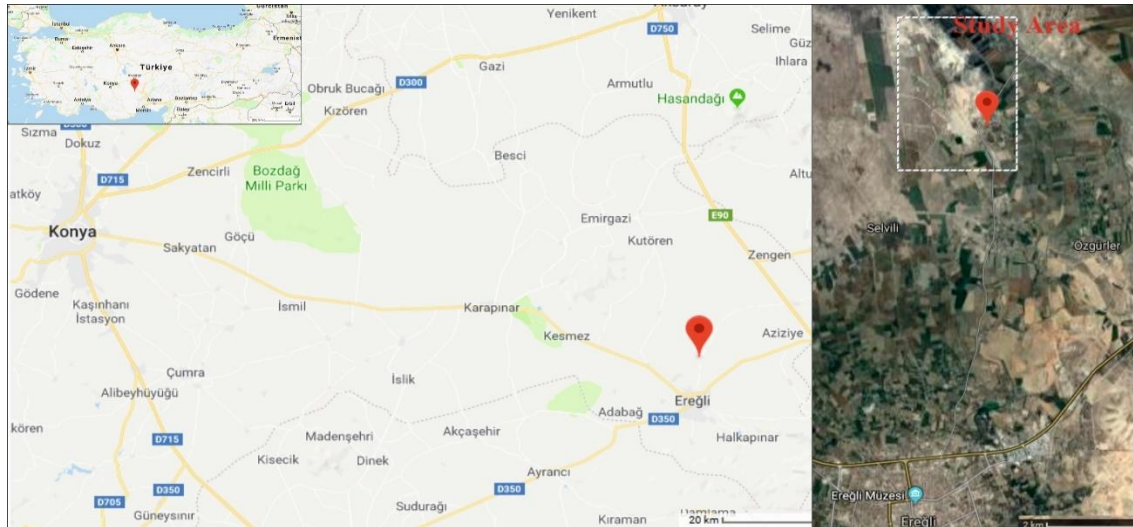 Türkiye
Yenikent
D750
Selime
Gazi
Ihlara
Obruk Bucağı
D300
Armutlu
Kızören
Hasandağı
Sızma
Dokuz
Besci
Bozdağ
Milli Parkı
Zencirli
D715
atköy
Altu
Konya
Emirgazi
E90
Göçü
Kutören
Sakyatan
Zengen
Gödene
Kaşınhanı
İstasyon
İsmil
Karapınar
Kesmez
Aziziye
Çumra
İslik
Alibeyhüyüğü
Ereğli
Adabağ
D350
kören
Akçaşehir
Halkapınar
D715
Madenşehri
Kisecik
Dinek
Ayrancı
D350
D350
D705
Sudurağı
Güneysınır
Kıraman
20 km
Study Area
Selvili
Özgürler
Ereğli Müzesi
Ereğli
2 km